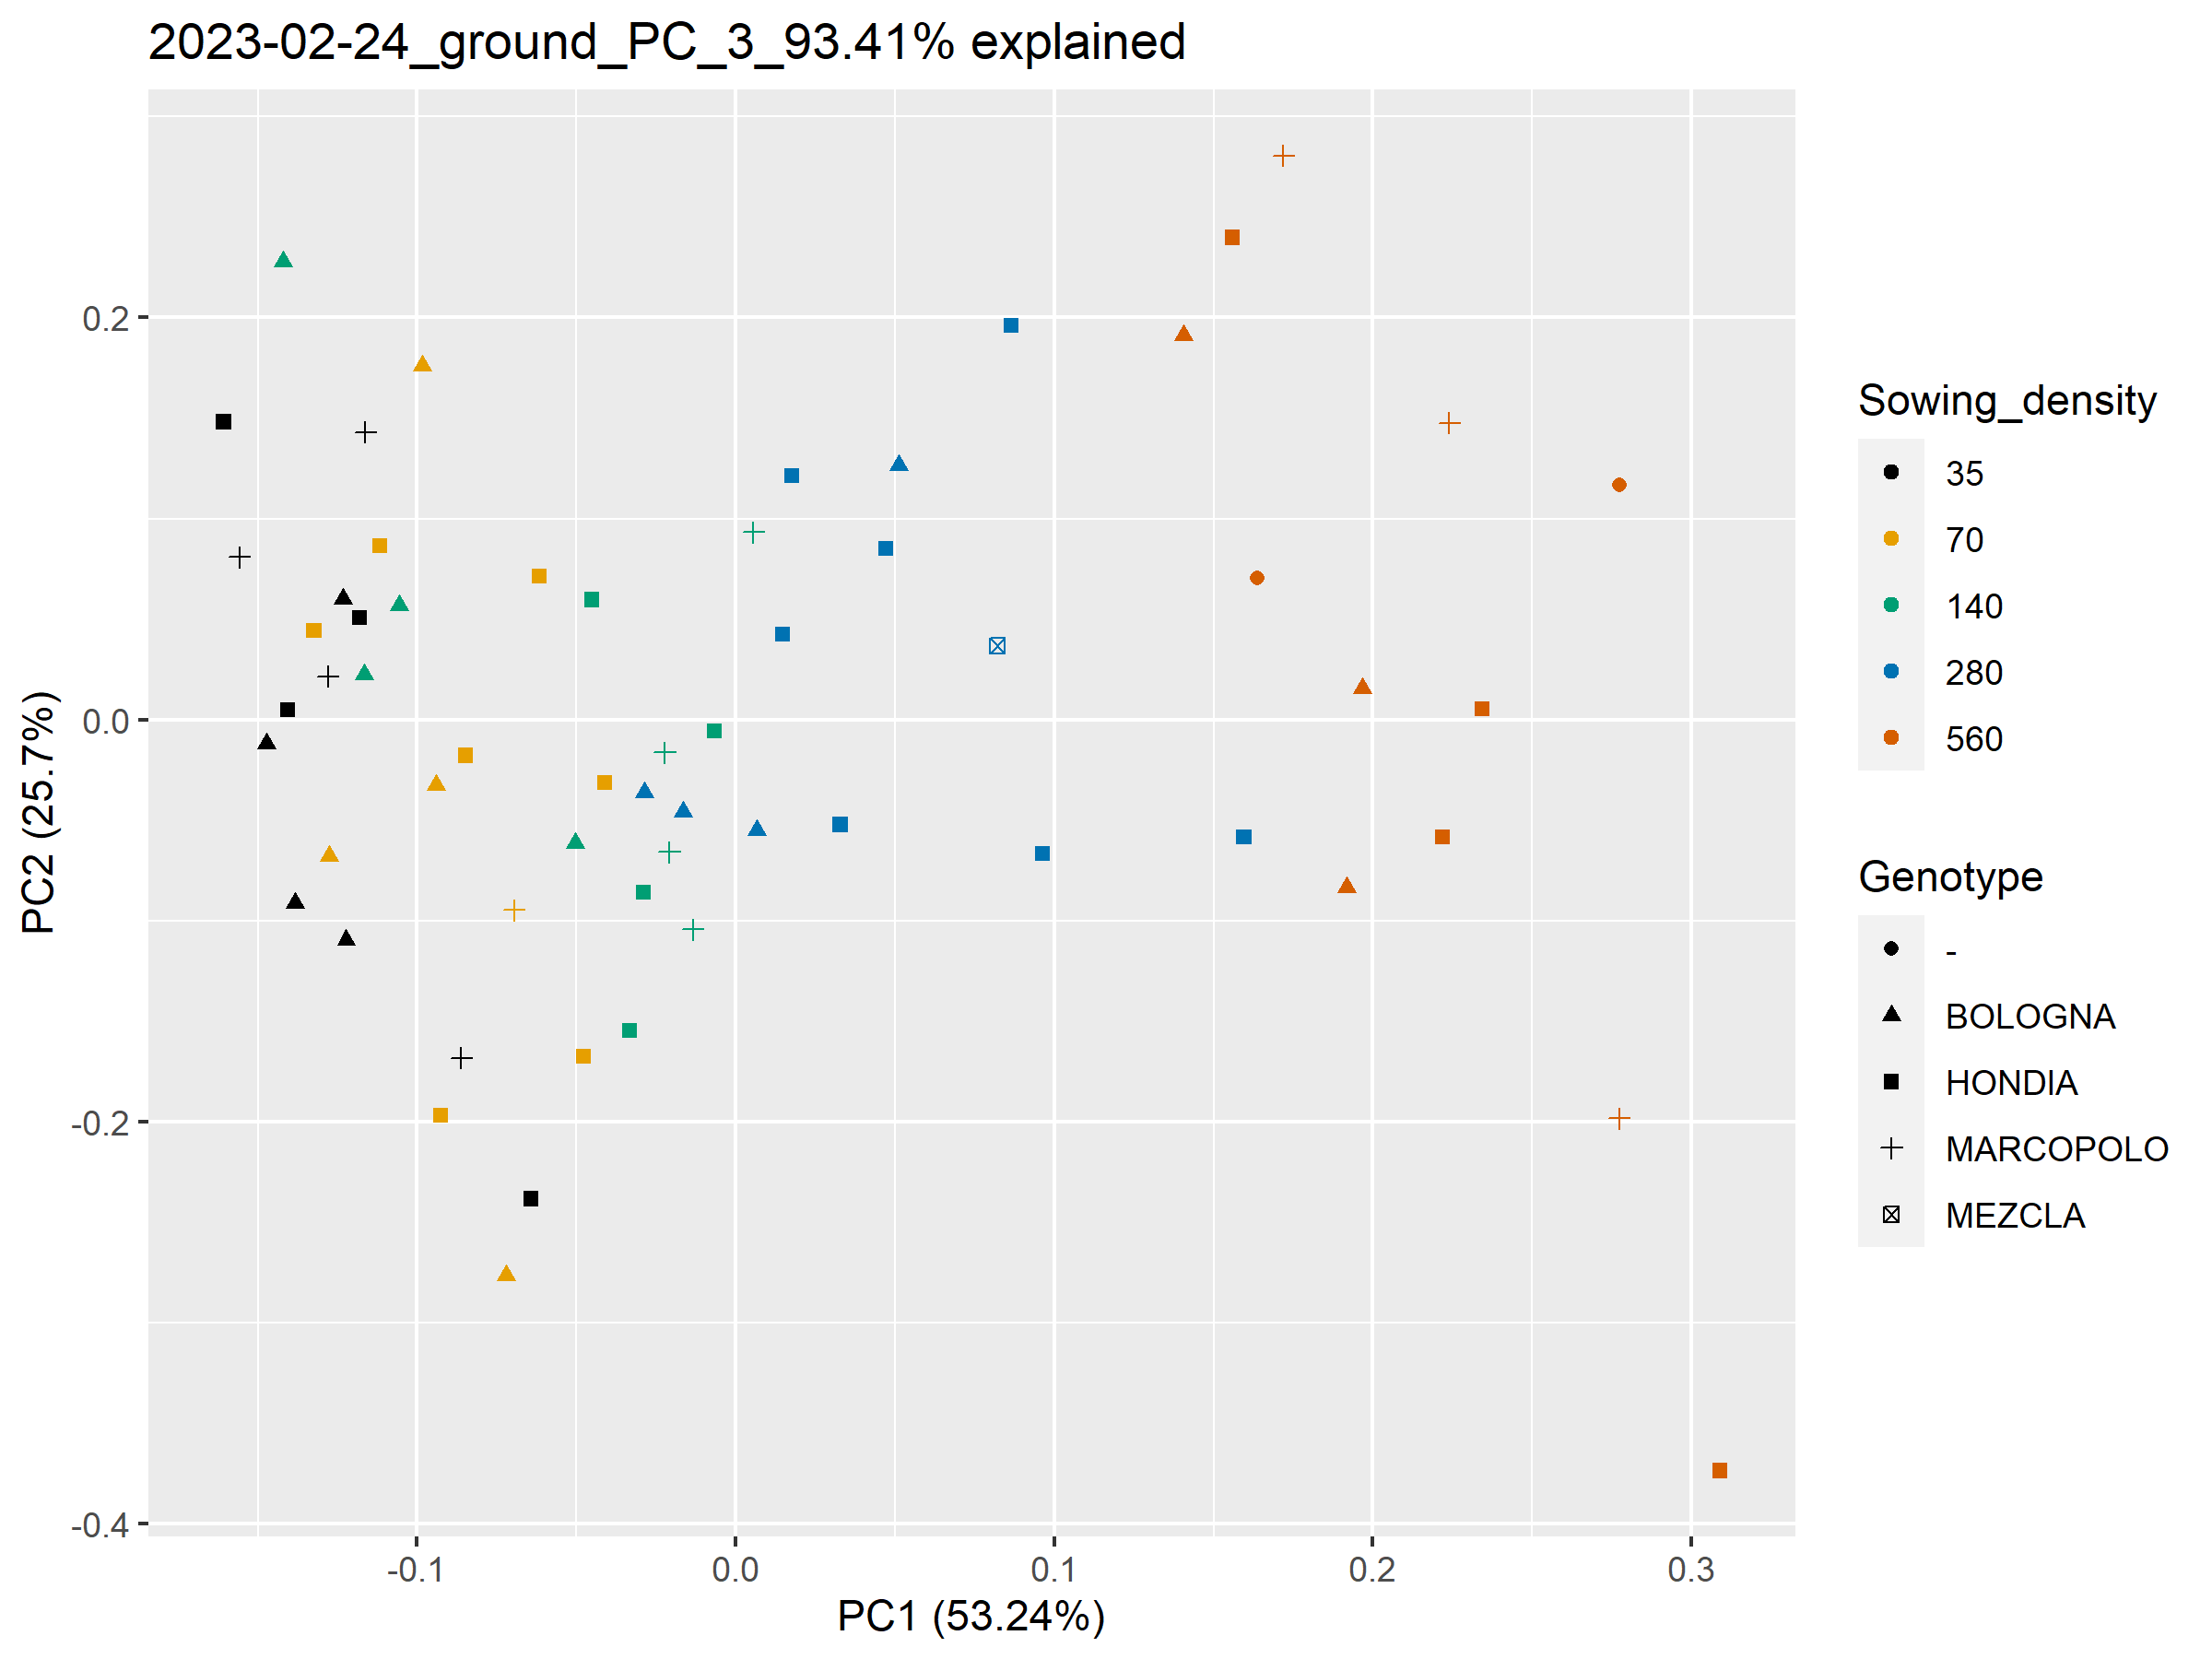 2023-02-24_ground_PC_3_93.41% explained
0.2
0.0
-0.2
-0.4
PC2 (25.7%)
-0.1
0.0
0.1
0.2
0.3
PC1 (53.24%)
Sowing_density
35
70
140
280
560
Genotype
-
BOLOGNA
HONDIA
MARCOPOLO
MEZCLA